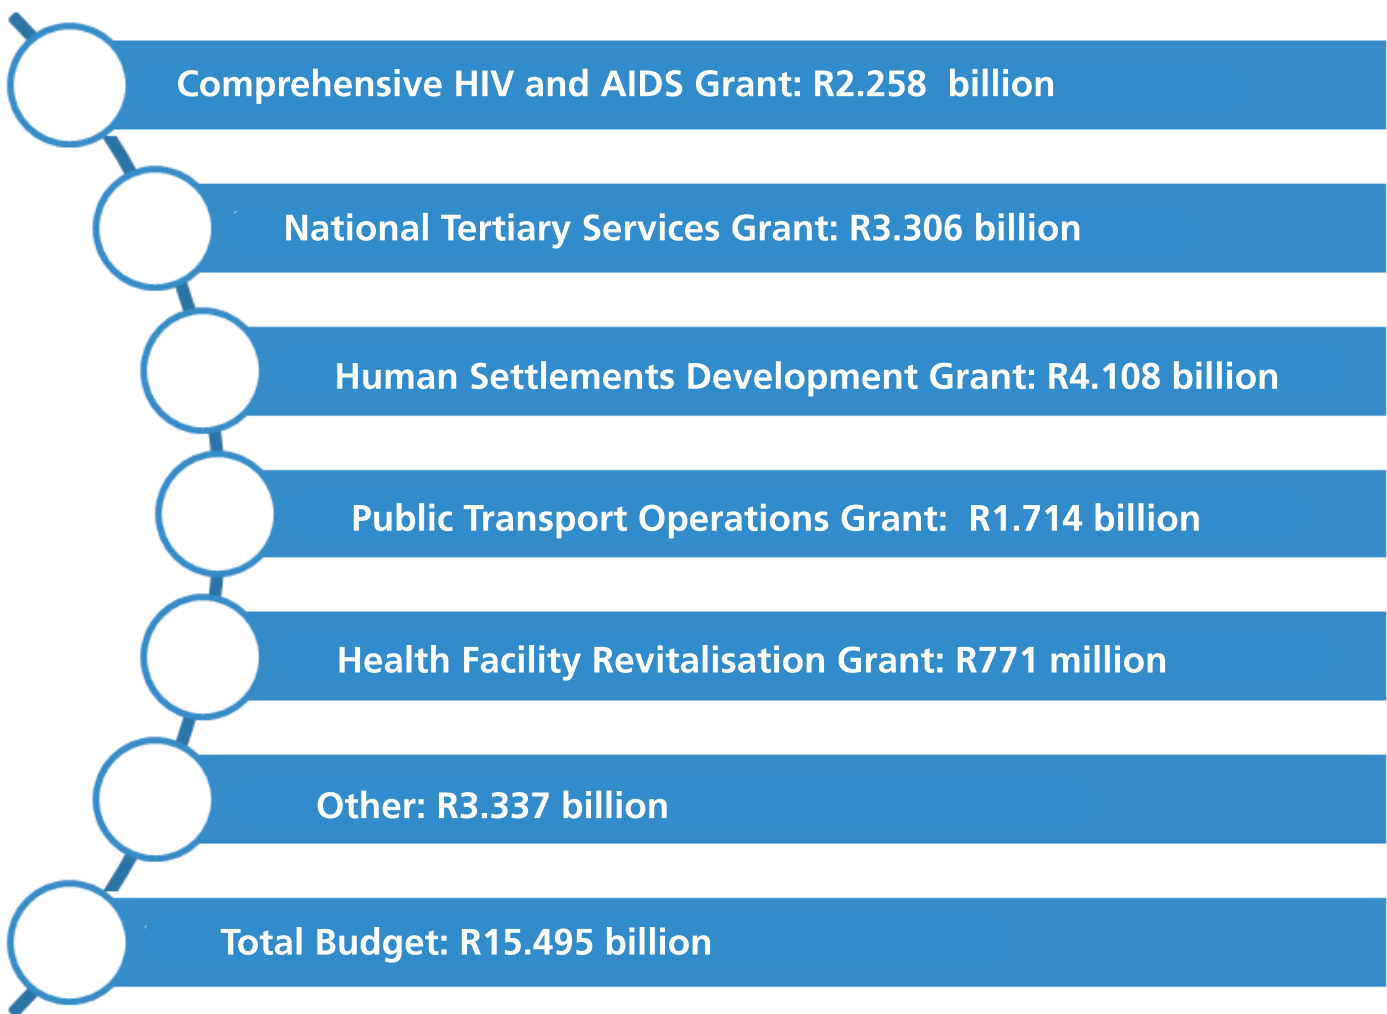 Comprehensive HIV and AIDS Grant: R2.258  billion
National Tertiary Services Grant: R3.306 billion
Human Settlements Development Grant: R4.108 billion
Public Transport Operations Grant:  R1.714 billion
Health Facility Revitalisation Grant: R771 million
Other: R3.337 billion
Total Budget: R15.495 billion